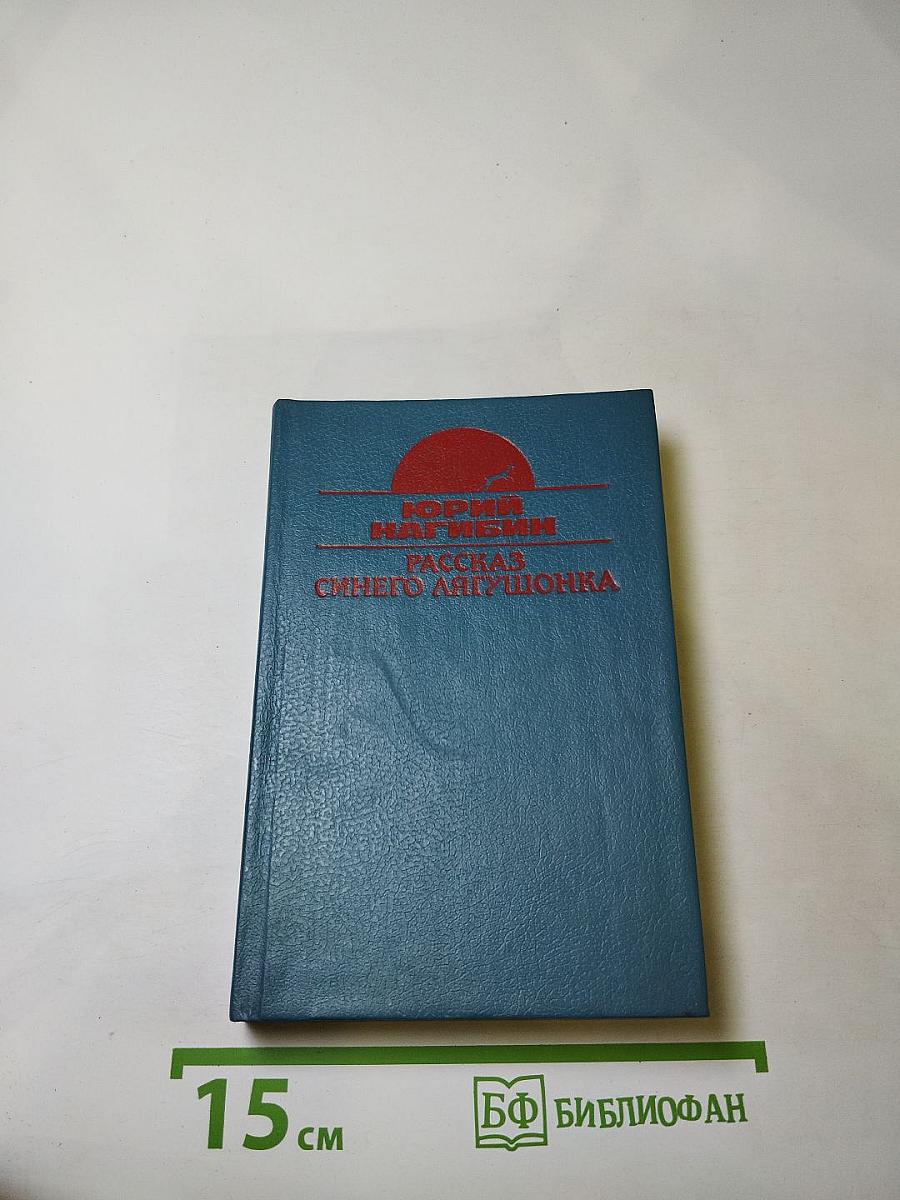 ЮРИЙ
НАГИБИН
РАССКАЗ
СИНЕГО ЛЯГУШОНКА
15 см
БФ БИБЛИОФАН